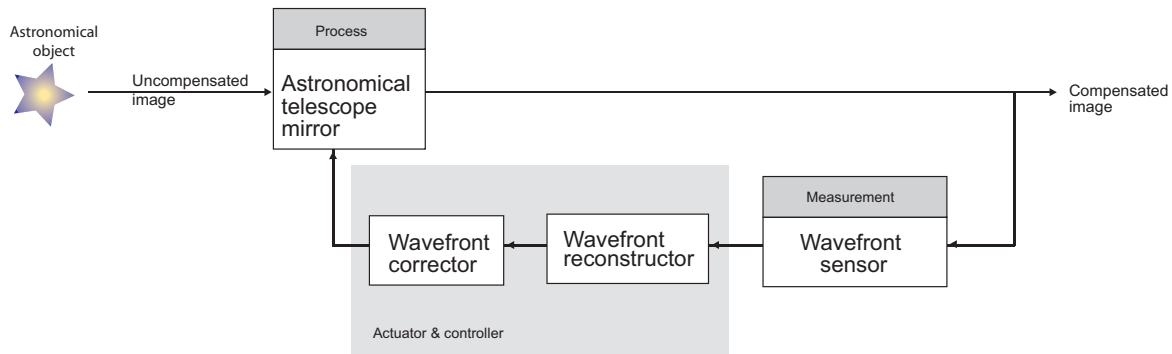 Astronomical
object
Uncompensated
image
Process
Astronomical
telescope
mirror
Compensated
image
Measurement
Wavefront
sensor
Wavefront
reconstructor
Wavefront
corrector
Actuator & controller